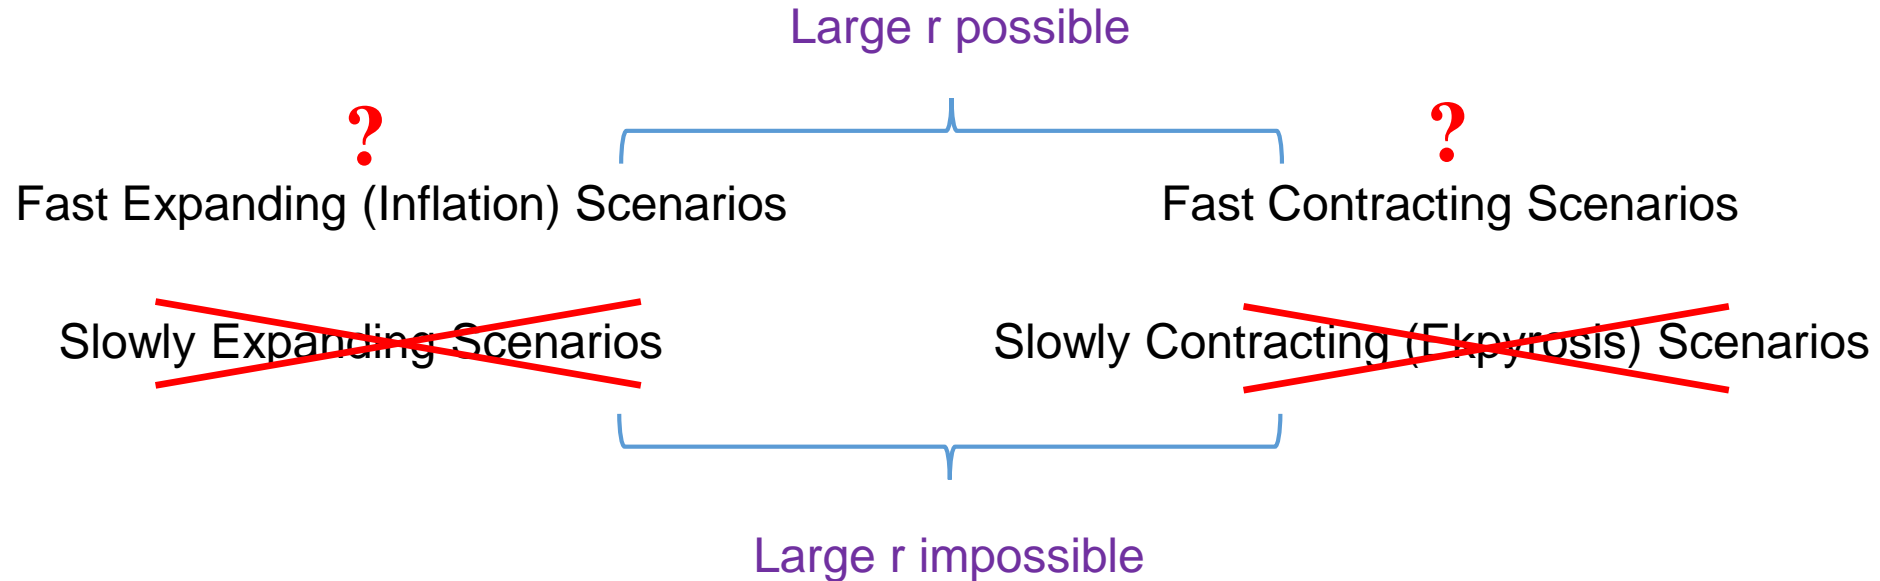 Large r possible
? ?
Fast Expanding (Inflation) Scenarios Fast Contracting Scenarios
Slowly Expanding Scenarios Slowly Contracting (Ekpyrosis) Scenarios
Large r impossible